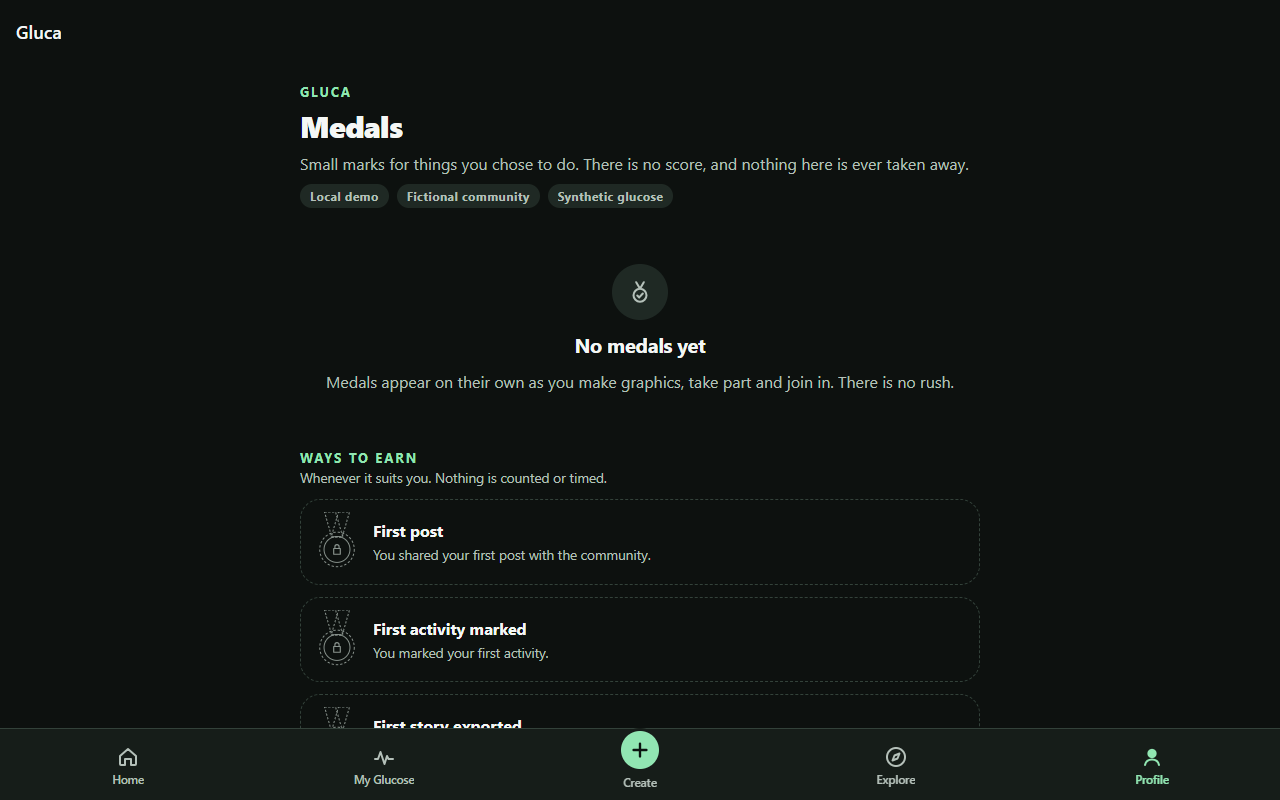 Gluca
GLUCA
Medals
Small marks for things you chose to do. There is no score, and nothing here is ever taken away.
Local demo
Fictional community
Synthetic glucose
No medals yet
Medals appear on their own as you make graphics, take part and join in. There is no rush.
WAYS TO EARN
Whenever it suits you. Nothing is counted or timed.
First post
You shared your first post with the community.
First activity marked
You marked your first activity.
First story exported
Home
My Glucose
Create
Explore
Profile